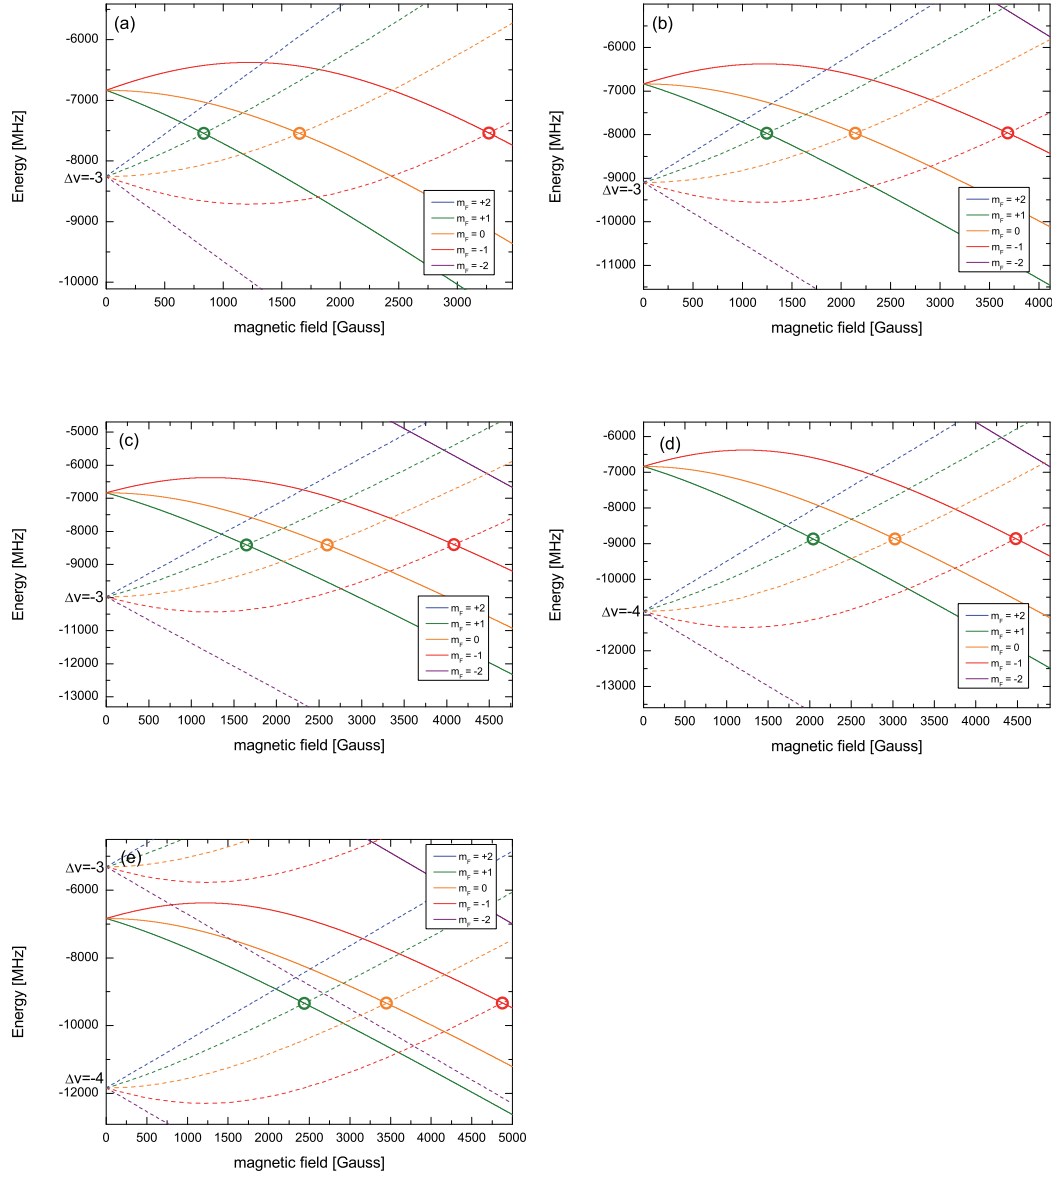 (a)
-6000
-7000
-8000
-9000
-10000
Δv=-3
Energy [MHz]
m_F = +2
m_F = +1
m_F = 0
m_F = -1
m_F = -2
0 500 1000 1500 2000 2500 3000
magnetic field [Gauss]
(b)
-6000
-7000
-8000
-9000
-10000
-11000
Δv=-3
Energy [MHz]
m_F = +2
m_F = +1
m_F = 0
m_F = -1
m_F = -2
0 500 1000 1500 2000 2500 3000 3500 4000
magnetic field [Gauss]
(c)
-5000
-6000
-7000
-8000
-9000
-10000
-11000
-12000
-13000
Δv=-3
Energy [MHz]
m_F = +2
m_F = +1
m_F = 0
m_F = -1
m_F = -2
0 500 1000 1500 2000 2500 3000 3500 4000 4500
magnetic field [Gauss]
(d)
-6000
-7000
-8000
-9000
-10000
-11000
-12000
-13000
Δv=-4
Energy [MHz]
m_F = +2
m_F = +1
m_F = 0
m_F = -1
m_F = -2
0 500 1000 1500 2000 2500 3000 3500 4000 4500
magnetic field [Gauss]
(e)
Δv=-3
-6000
-8000
-10000
Δv=-4
-12000
Energy [MHz]
m_F = +2
m_F = +1
m_F = 0
m_F = -1
m_F = -2
0 500 1000 1500 2000 2500 3000 3500 4000 4500 5000
magnetic field [Gauss]